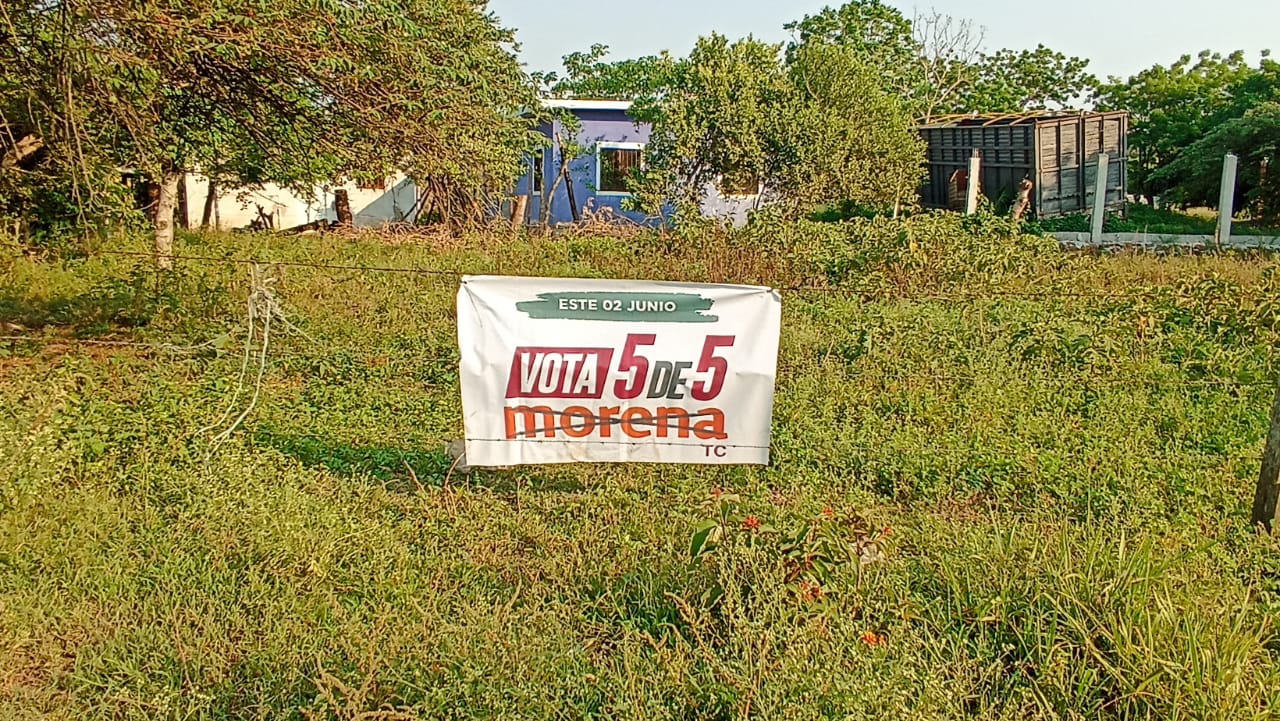 ESTE 02 JUNIO
VOTA 5 DE 5
morena
TC